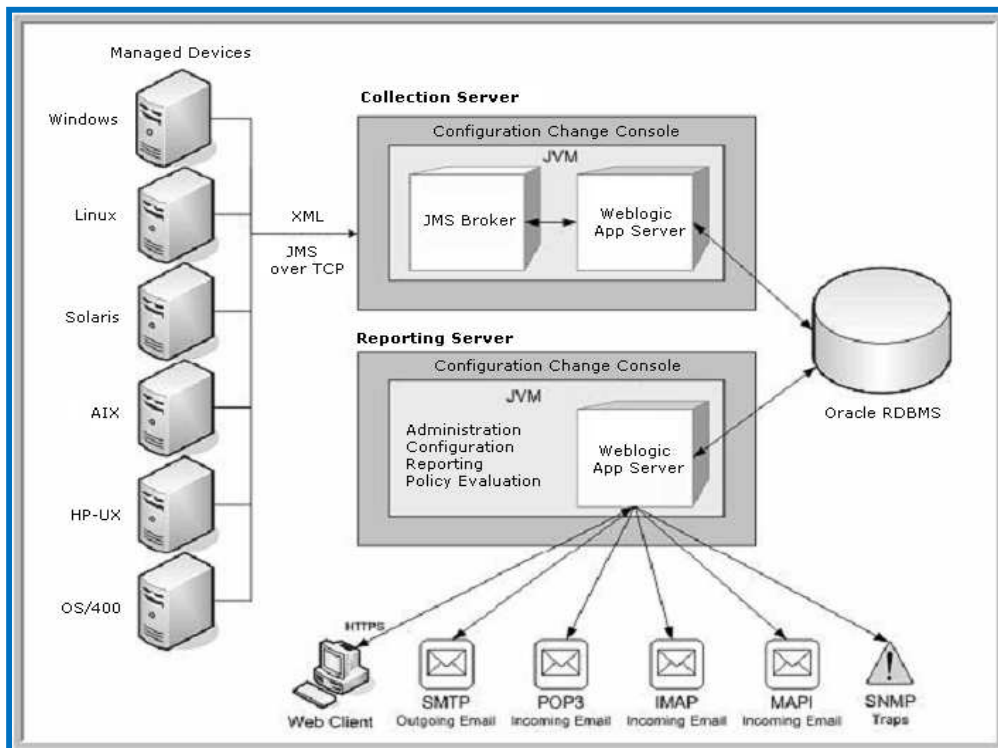 Managed Devices
Windows
Linux
Solaris
AIX
HP-UX
OS/400
XML
JMS
over TCP
Collection Server
Configuration Change Console
JVM
JMS Broker
Weblogic
App Server
Reporting Server
Configuration Change Console
JVM
Administration
Configuration
Reporting
Policy Evaluation
Weblogic
App Server
Oracle RDBMS
HTTPS
Web Client
SMTP
Outgoing Email
POP3
Incoming Email
IMAP
Incoming Email
MAPI
Incoming Email
SNMP
Traps